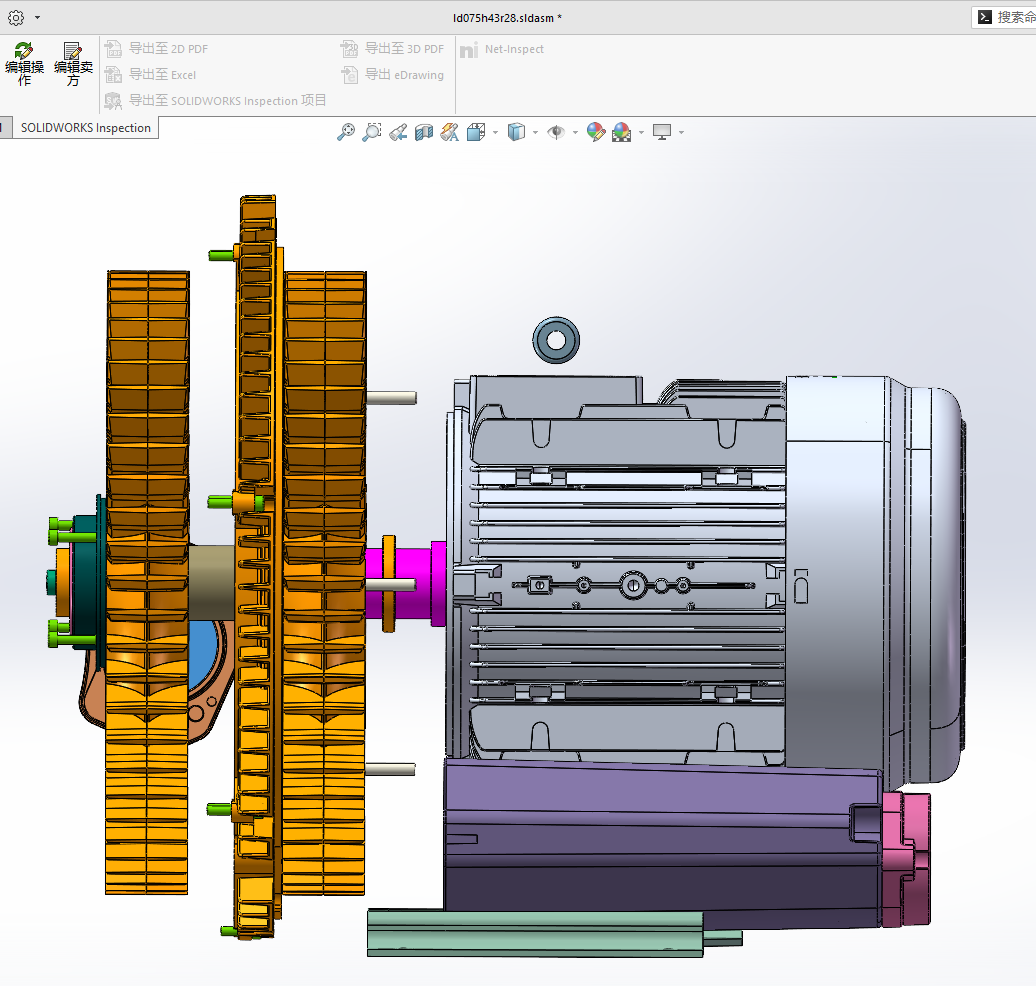 ld075h43r28.sldasm *
搜索命
编辑操
作
编辑卖
方
导出至 2D PDF
导出至 Excel
导出至 SOLIDWORKS Inspection 项目
导出至 3D PDF
导出 eDrawing
Net-Inspect
SOLIDWORKS Inspection